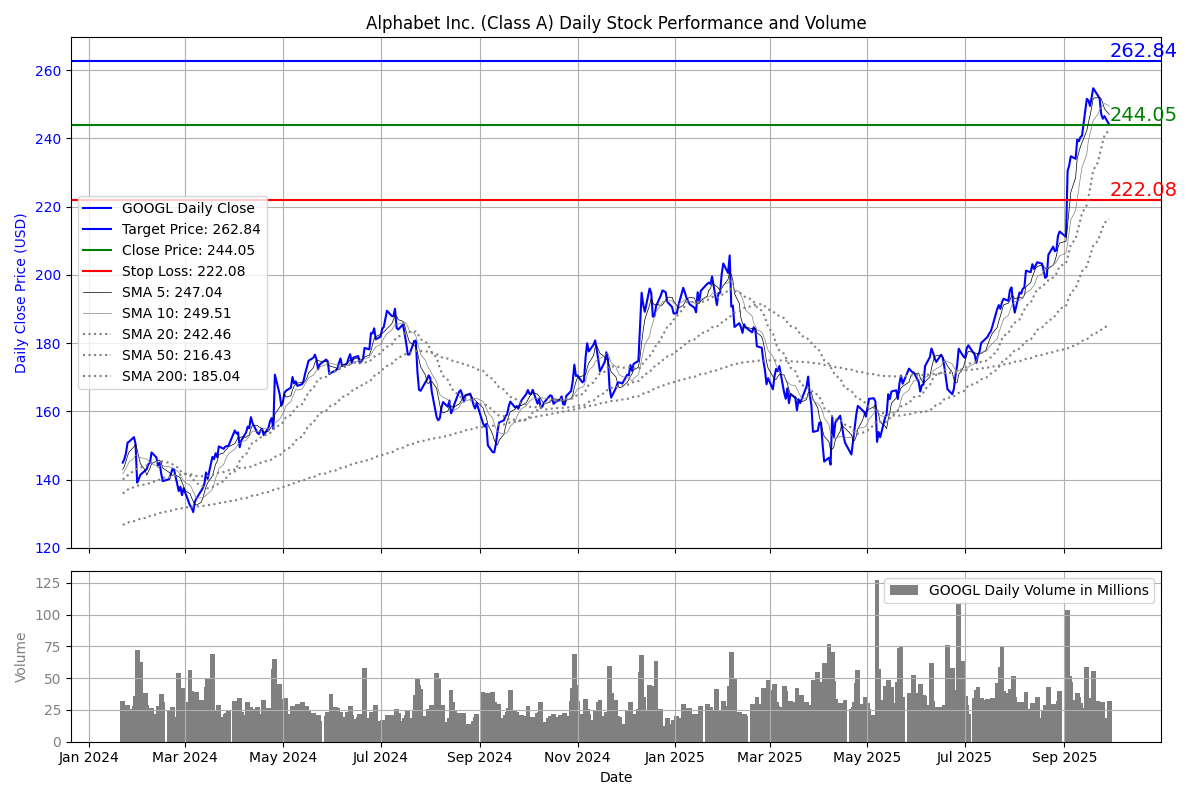 Alphabet Inc. (Class A) Daily Stock Performance and Volume
262.84
244.05
222.08
260
240
220
200
180
160
140
120
Daily Close Price (USD)
GOOGL Daily Close
Target Price: 262.84
Close Price: 244.05
Stop Loss: 222.08
SMA 5: 247.04
SMA 10: 249.51
SMA 20: 242.46
SMA 50: 216.43
SMA 200: 185.04
125
100
75
50
25
0
Volume
GOOGL Daily Volume in Millions
Jan 2024 Mar 2024 May 2024 Jul 2024 Sep 2024 Nov 2024 Jan 2025 Mar 2025 May 2025 Jul 2025 Sep 2025
Date